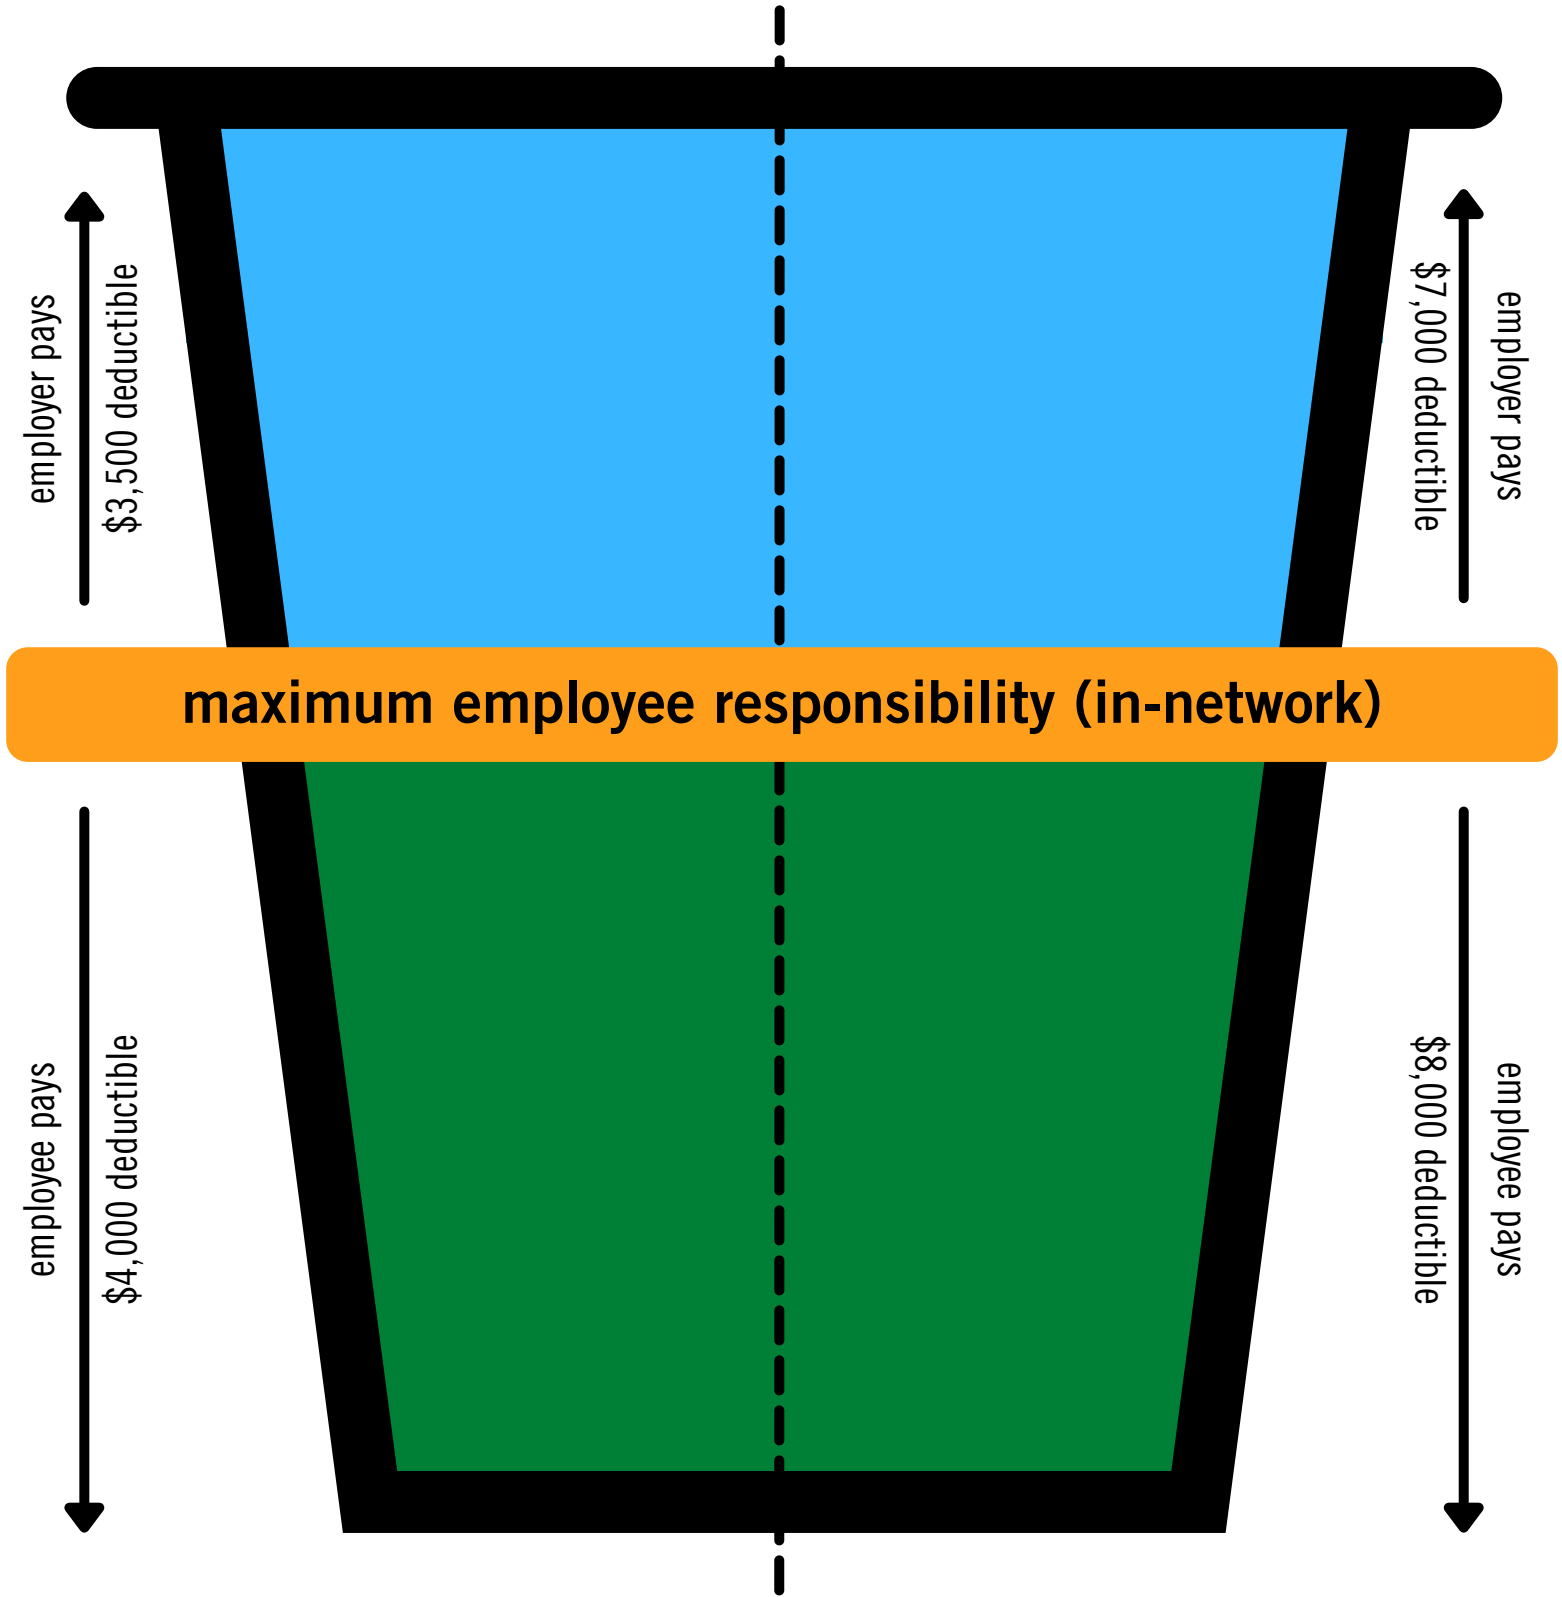 employer pays
$3,500 deductible
$7,000 deductible
employer pays
maximum employee responsibility (in-network)
employee pays
$4,000 deductible
$8,000 deductible
employee pays